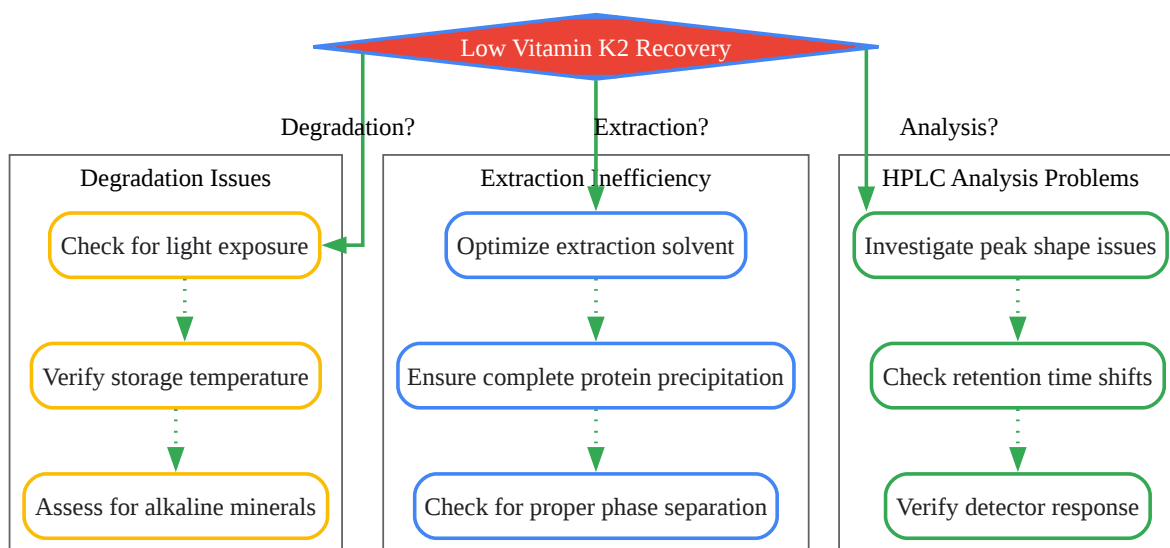 Low Vitamin K2 Recovery
Degradation?
Extraction?
Analysis?
Degradation Issues
Check for light exposure
Verify storage temperature
Assess for alkaline minerals
Extraction Inefficiency
Optimize extraction solvent
Ensure complete protein precipitation
Check for proper phase separation
HPLC Analysis Problems
Investigate peak shape issues
Check retention time shifts
Verify detector response